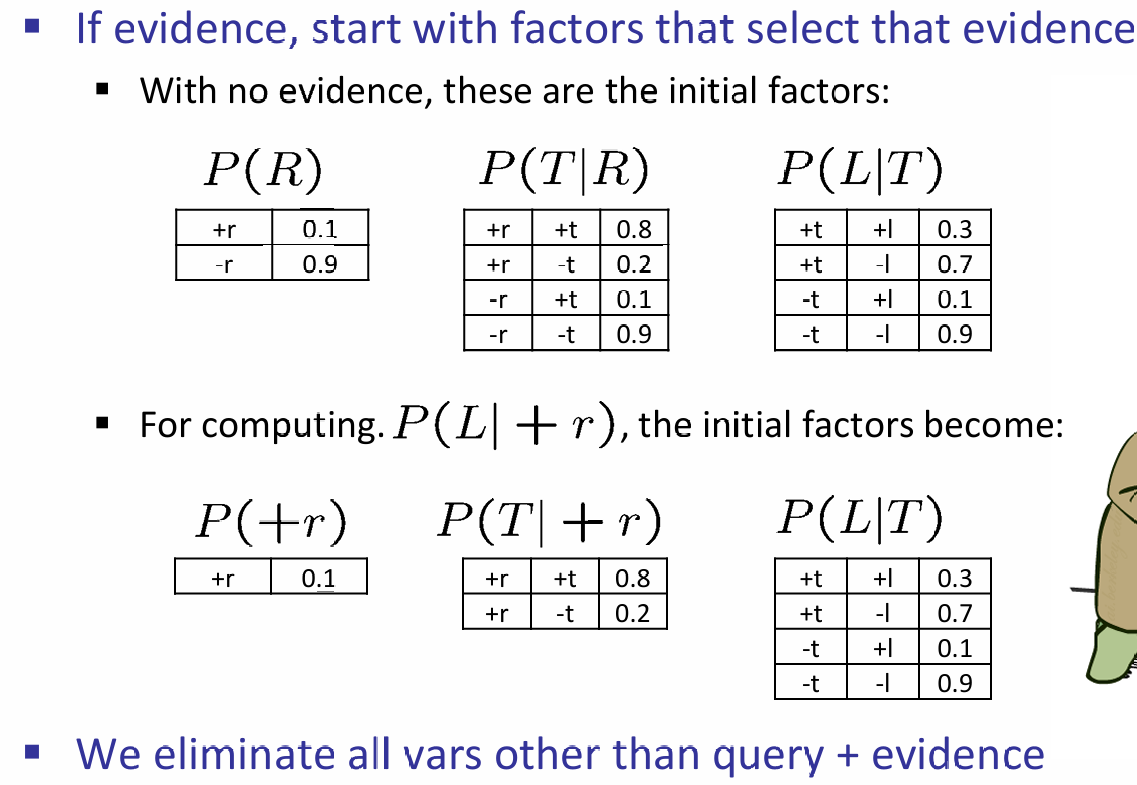 ▪ If evidence, start with factors that select that evidence
▪ With no evidence, these are the initial factors:
P(R) P(T|R) P(L|T)
+r 0.1 +r +t 0.8 +t +l 0.3
-r 0.9 +r -t 0.2 +t -l 0.7
-r +t 0.1 -t +l 0.1
-r -t 0.9 -t -l 0.9
▪ For computing. P(L| + r), the initial factors become:
P(+r) P(T| + r) P(L|T)
+r 0.1 +r +t 0.8 +t +l 0.3
+r -t 0.2 +t -l 0.7
-t +l 0.1
-t -l 0.9
▪ We eliminate all vars other than query + evidence